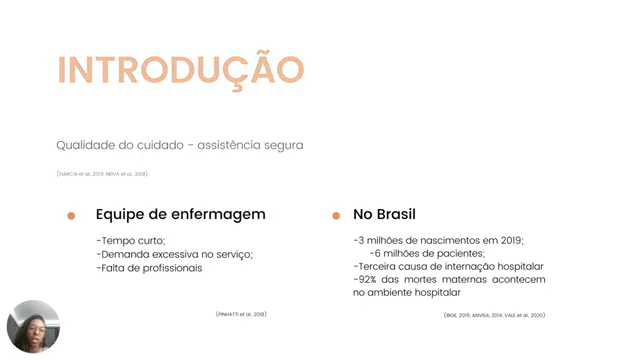 INTRODUÇÃO
Qualidade do cuidado - assistência segura
(GARCIA et al., 2019; NEIVA et al., 2019)
Equipe de enfermagem
-Tempo curto;
-Demanda excessiva no serviço;
-Falta de profissionais
(PINHATTI et al., 2018)
No Brasil
-3 milhões de nascimentos em 2019;
-6 milhões de pacientes;
-Terceira causa de internação hospitalar
-92% das mortes maternas acontecem
no ambiente hospitalar
(IBGE, 2019; ANVISA, 2014; VALE et al., 2020)